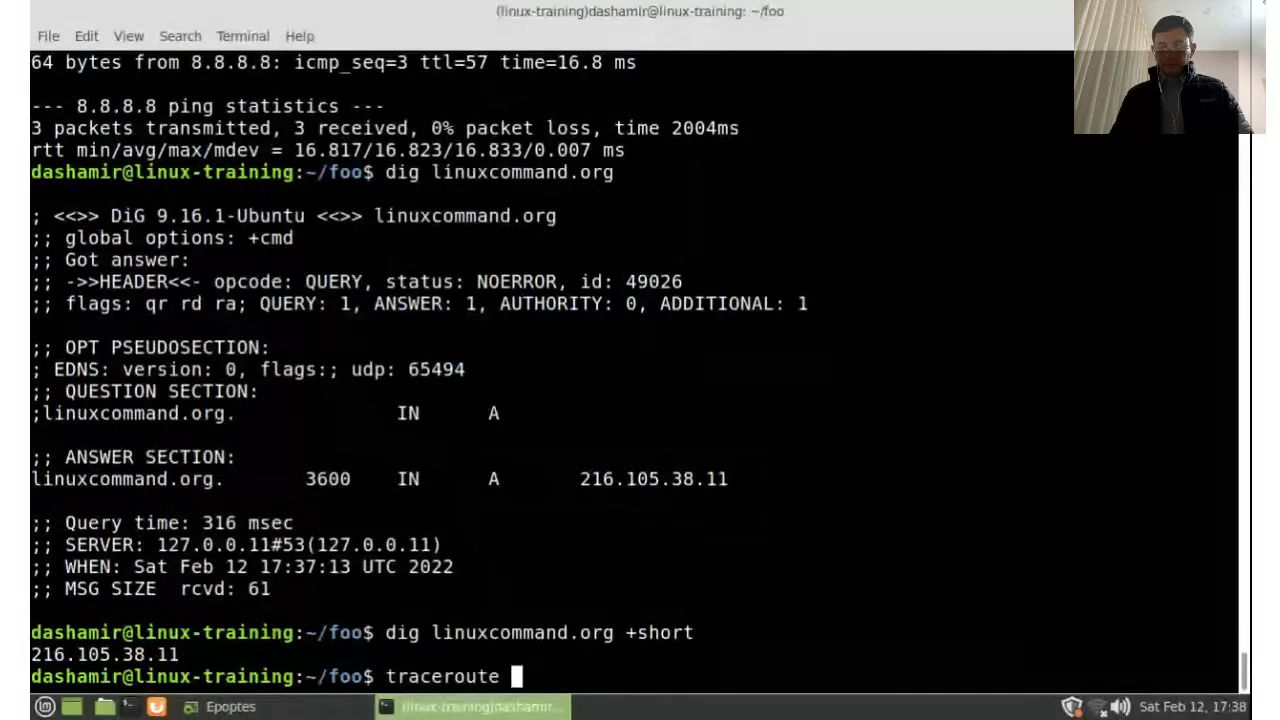 (linux-training)dashamir@linux-training: ~/foo
File Edit View Search Terminal Help
64 bytes from 8.8.8.8: icmp_seq=3 ttl=57 time=16.8 ms
--- 8.8.8.8 ping statistics ---
3 packets transmitted, 3 received, 0% packet loss, time 2004ms
rtt min/avg/max/mdev = 16.817/16.823/16.833/0.007 ms
dashamir@linux-training:~/foo$ dig linuxcommand.org
; <<>> DiG 9.16.1-Ubuntu <<>> linuxcommand.org
;; global options: +cmd
;; Got answer:
;; ->>HEADER<<- opcode: QUERY, status: NOERROR, id: 49026
;; flags: qr rd ra; QUERY: 1, ANSWER: 1, AUTHORITY: 0, ADDITIONAL: 1
;; OPT PSEUDOSECTION:
; EDNS: version: 0, flags:; udp: 65494
;; QUESTION SECTION:
;linuxcommand.org. IN A
;; ANSWER SECTION:
linuxcommand.org. 3600 IN A 216.105.38.11
;; Query time: 316 msec
;; SERVER: 127.0.0.11#53(127.0.0.11)
;; WHEN: Sat Feb 12 17:37:13 UTC 2022
;; MSG SIZE rcvd: 61
dashamir@linux-training:~/foo$ dig linuxcommand.org +short
216.105.38.11
dashamir@linux-training:~/foo$ traceroute
Epoptes (linux-training)dashamir... Sat Feb 12, 17:38